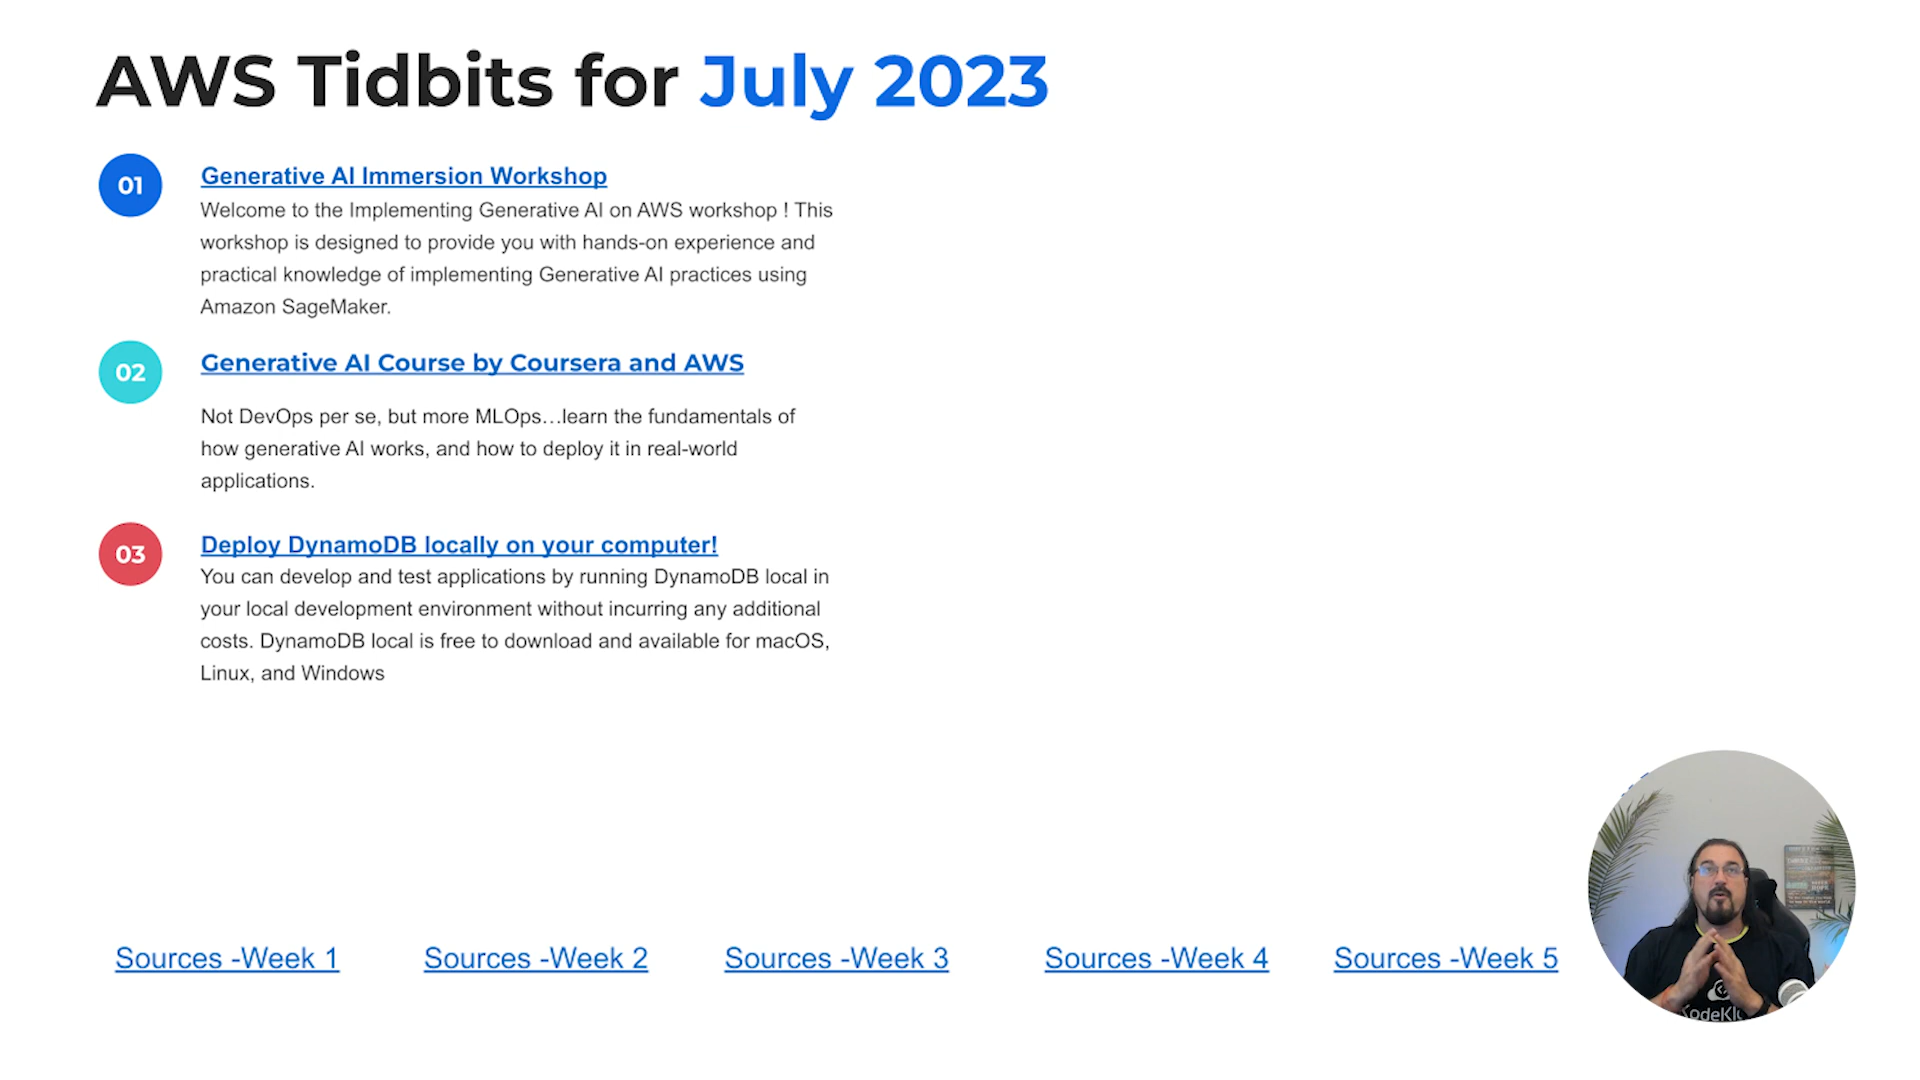 AWS Tidbits for July 2023
01
Generative AI Immersion Workshop
Welcome to the Implementing Generative AI on AWS workshop ! This
workshop is designed to provide you with hands-on experience and
practical knowledge of implementing Generative AI practices using
Amazon SageMaker.
02
Generative AI Course by Coursera and AWS
Not DevOps per se, but more MLOps…learn the fundamentals of
how generative AI works, and how to deploy it in real-world
applications.
03
Deploy DynamoDB locally on your computer!
You can develop and test applications by running DynamoDB local in
your local development environment without incurring any additional
costs. DynamoDB local is free to download and available for macOS,
Linux, and Windows
Sources -Week 1
Sources -Week 2
Sources -Week 3
Sources -Week 4
Sources -Week 5